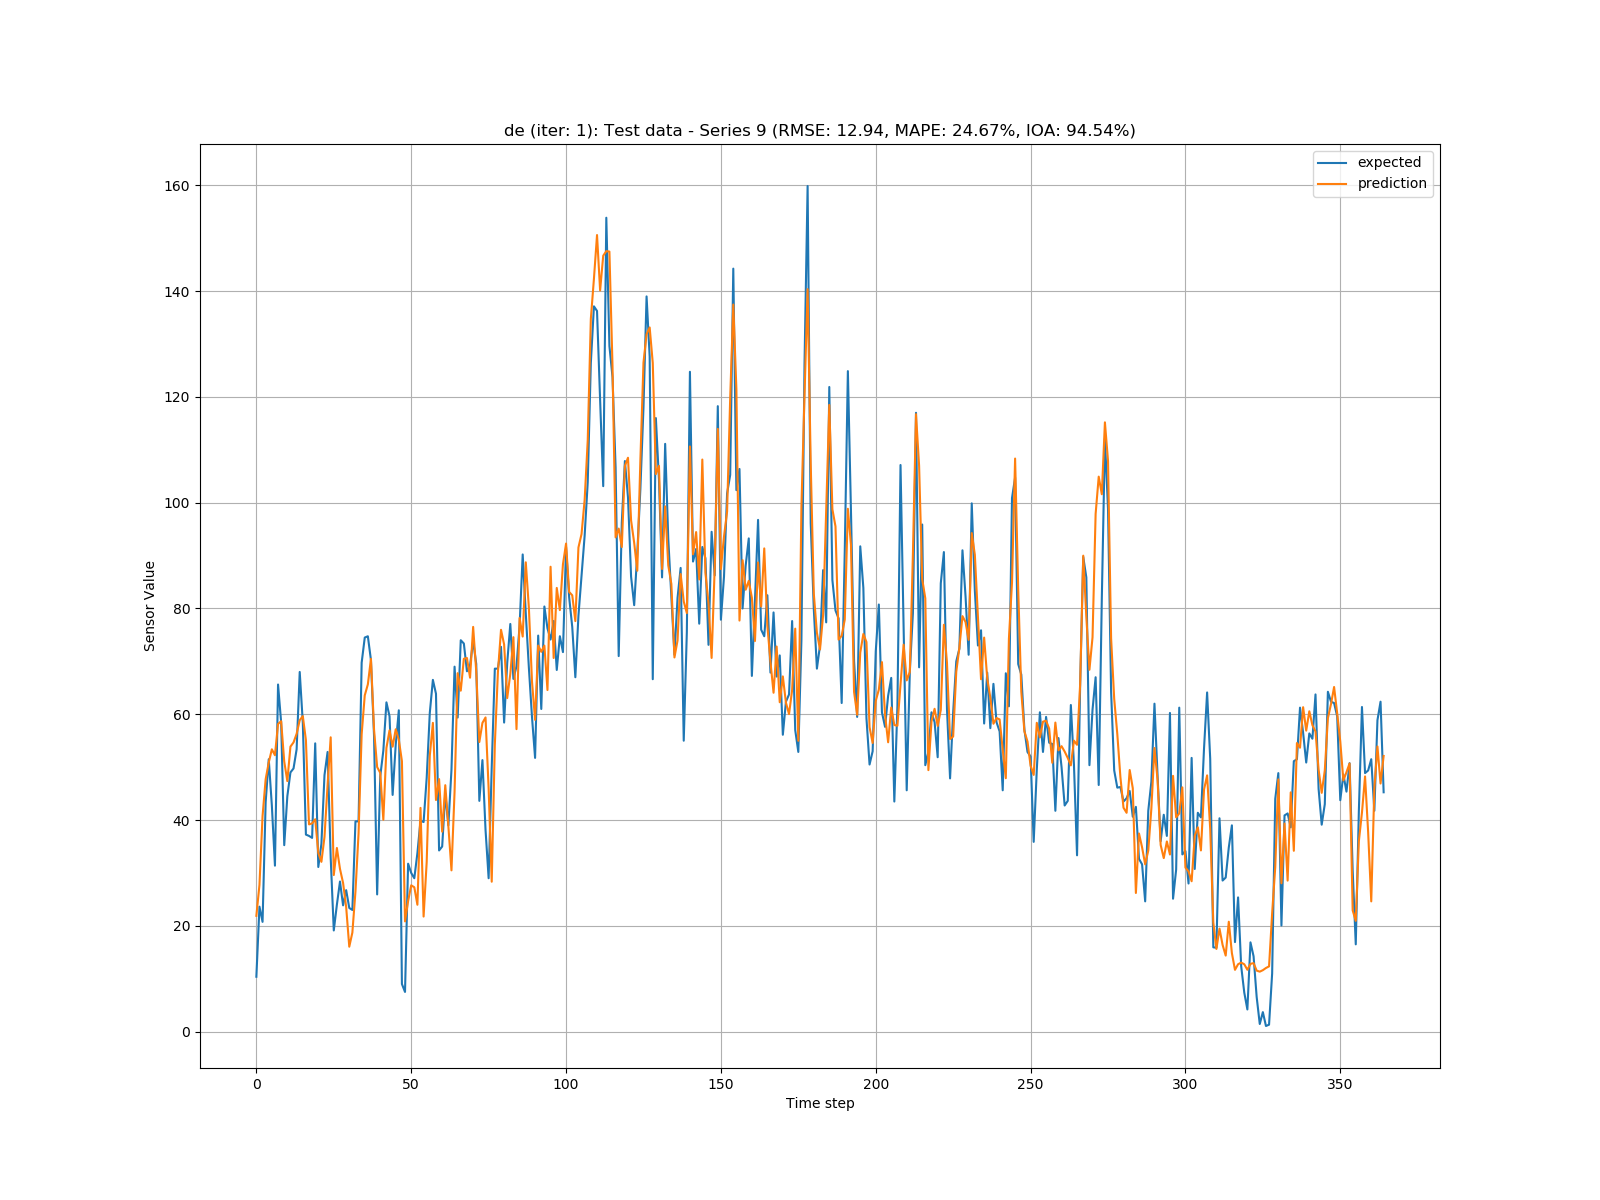 de (iter: 1): Test data - Series 9 (RMSE: 12.94, MAPE: 24.67%, IOA: 94.54%)
expected
prediction
160
140
120
100
80
60
40
20
0
Sensor Value
0 50 100 150 200 250 300 350
Time step